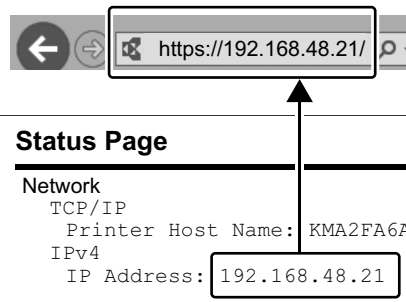 https://192.168.48.21/
Status Page
Network
TCP/IP
Printer Host Name: KMA2FA6A
IPv4
IP Address: 192.168.48.21